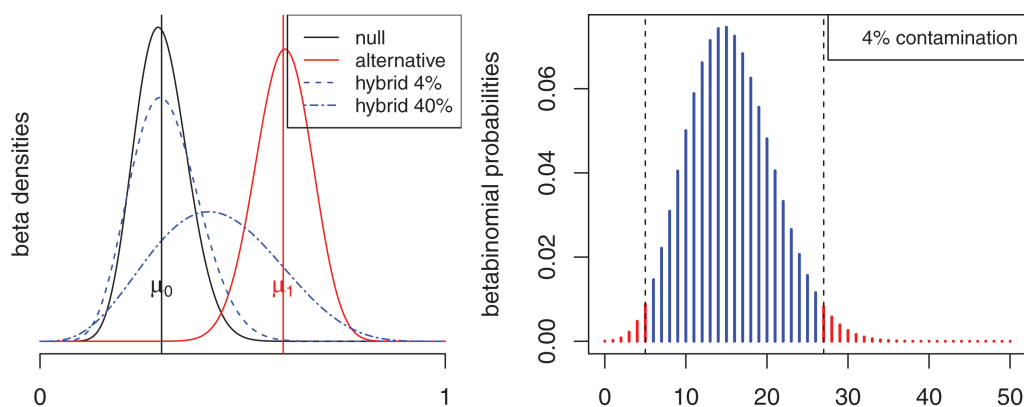 null
alternative
hybrid 4%
hybrid 40%
beta densities
μ0
μ1
0
1
4% contamination
betabinomial probabilities
0.06
0.04
0.02
0.00
0
10
20
30
40
50